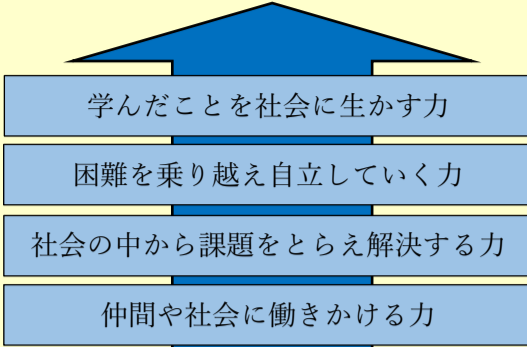 学んだことを社会に生かす力
困難を乗り越え自立していく力
社会の中から課題をとらえ解決する力
仲間や社会に働きかける力